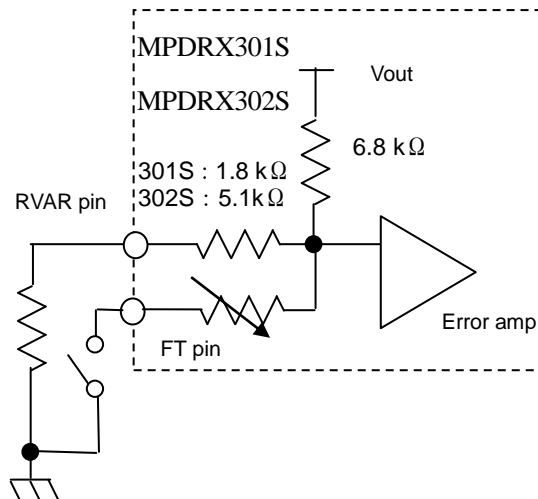 MPDRX301S
Vout
MPDRX302S
6.8 kΩ
301S : 1.8 kΩ
302S : 5.1kΩ
RVAR pin
Error amp
FT pin